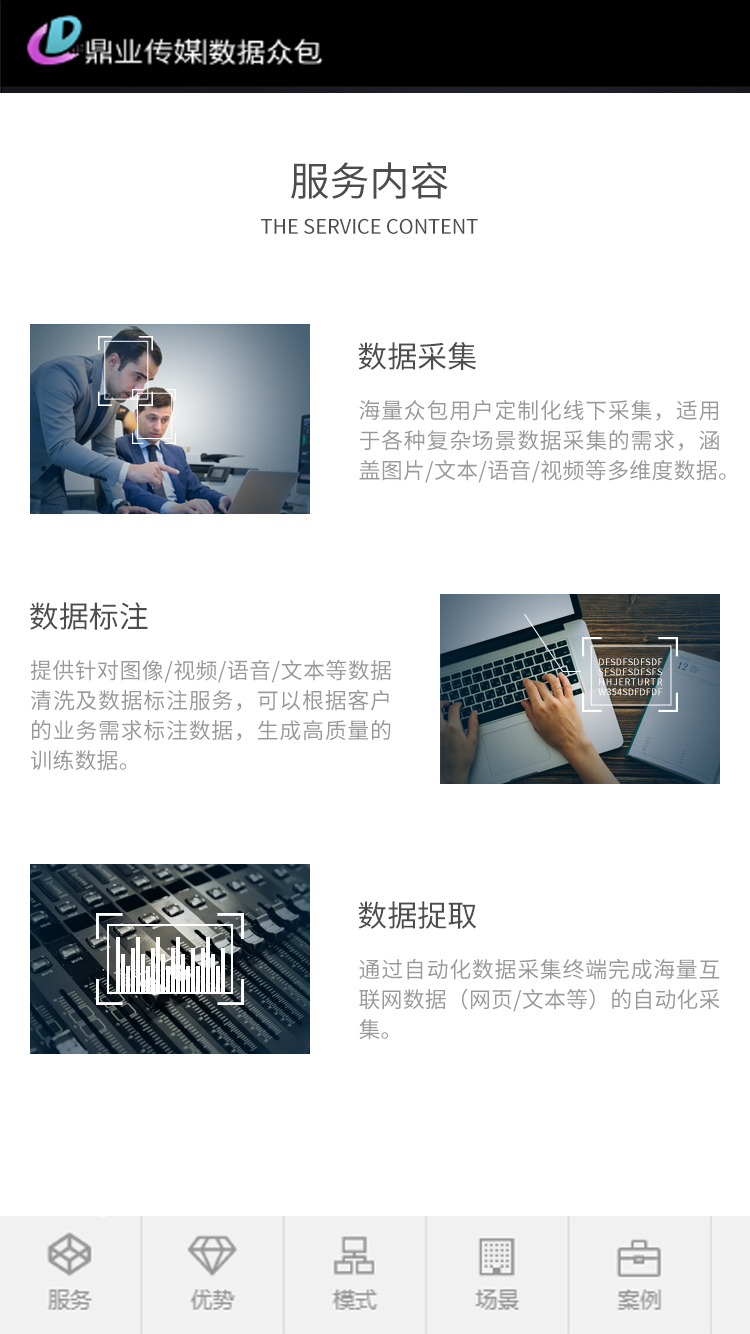 鼎业传媒|数据众包
服务内容
THE SERVICE CONTENT
数据采集
海量众包用户定制化线下采集，适用
于各种复杂场景数据采集的需求，涵
盖图片/文本/语音/视频等多维度数据。
数据标注
提供针对图像/视频/语音/文本等数据
清洗及数据标注服务，可以根据客户
的业务需求标注数据，生成高质量的
训练数据。
DFSDFSDFSDF
SFSDFSDFSFS
HHJERTURTR
W354SDFDFDF
12
数据捉取
通过自动化数据采集终端完成海量互
联网数据（网页/文本等）的自动化采
集。
服务
优势
模式
场景
案例